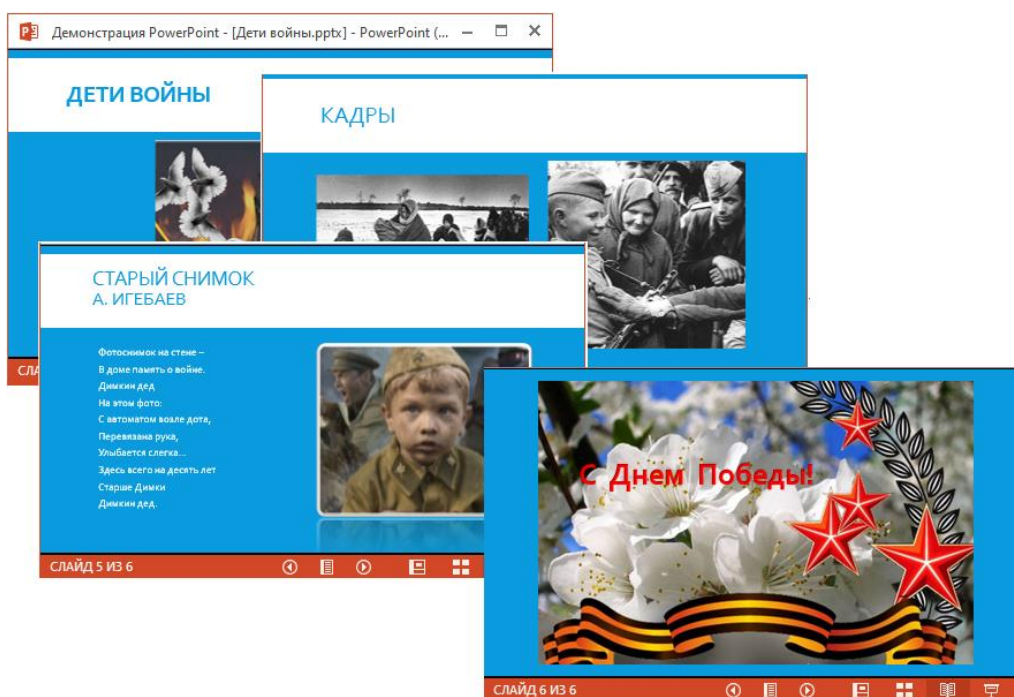 Демонстрация PowerPoint - [Дети войны.pptx] - PowerPoint (...
ДЕТИ ВОЙНЫ
КАДРЫ
СТАРЫЙ СНИМОК
А. ИГЕБАЕВ
Фотоснимок на стене –
В доме память о войне.
Димкин дед
На этом фото:
С автоматом возле дота,
Перевязана рука,
Улыбается слегка...
Здесь всего на десять лет
Старше Димки
Димкин дед.
СЛА
СЛАЙД 5 ИЗ 6
С Днем Победы!
СЛАЙД 6 ИЗ 6